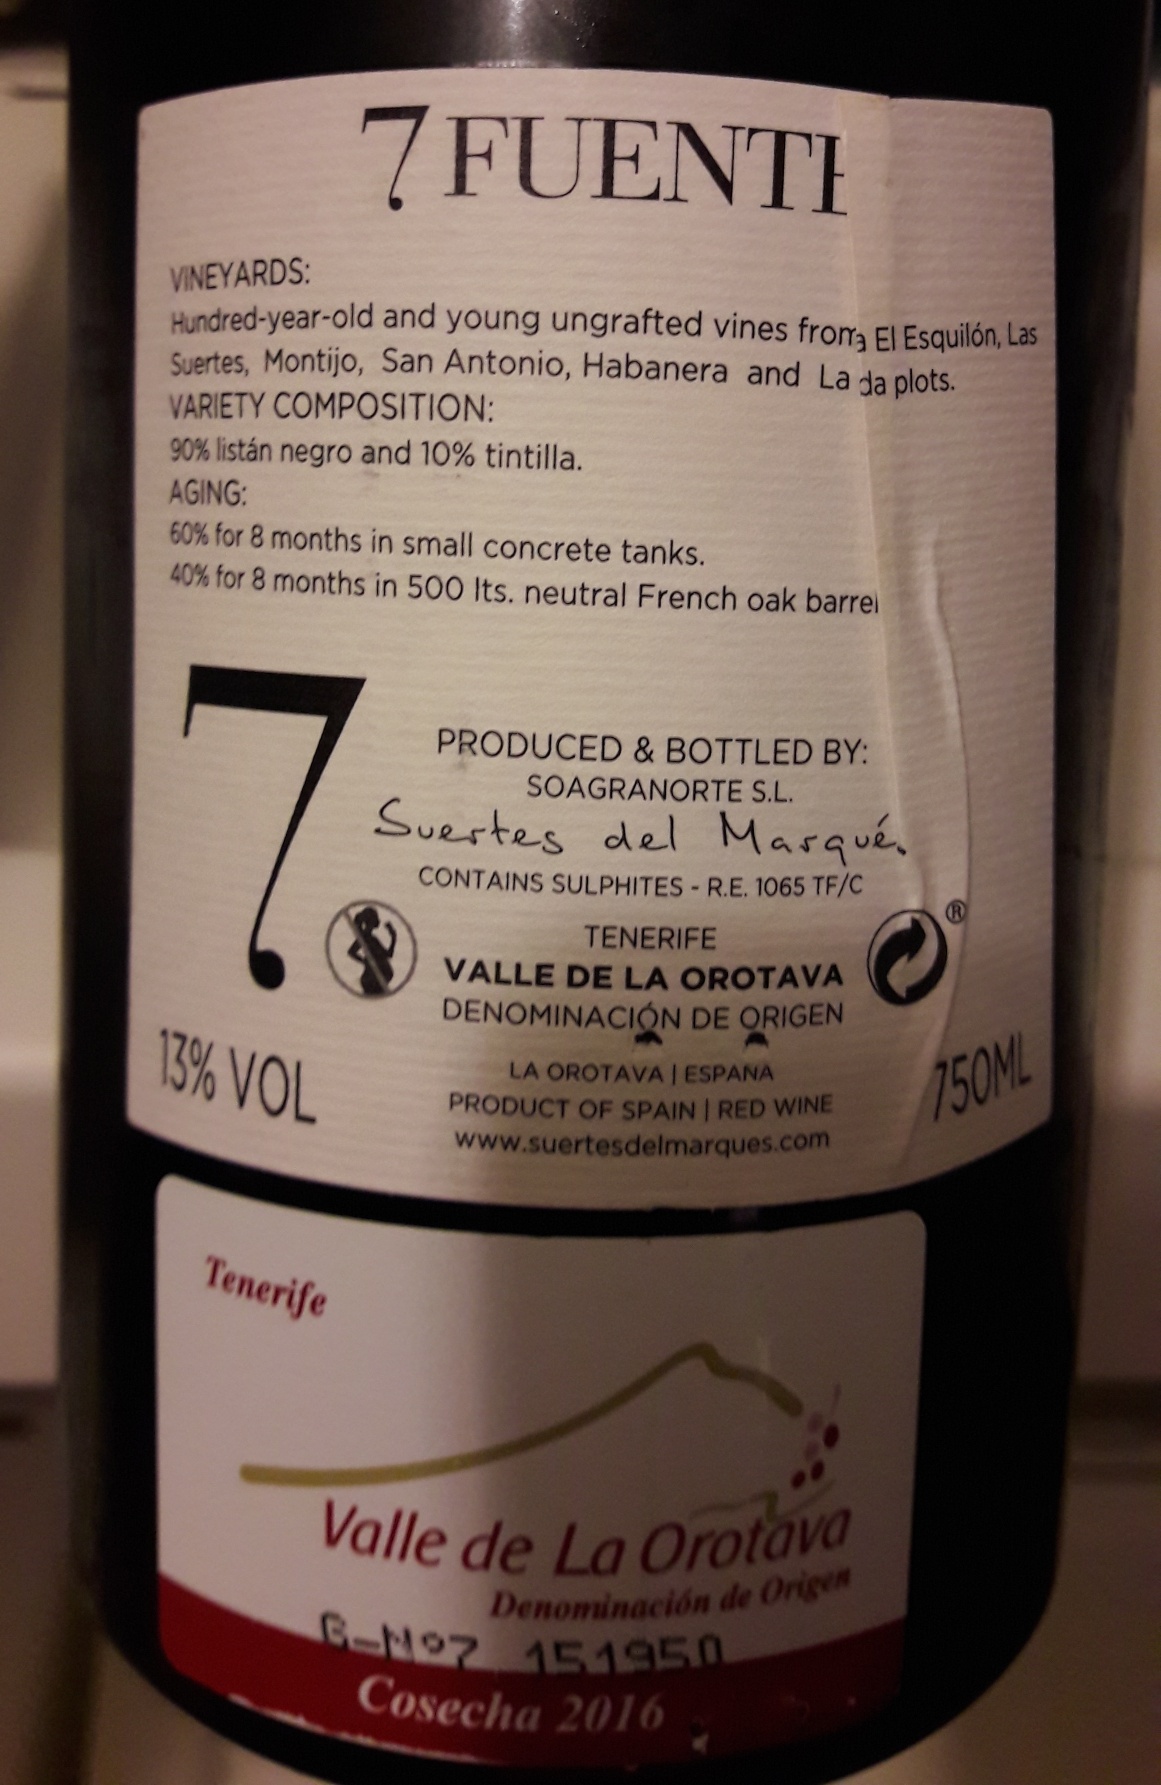 7 FUENTE
VINEYARDS:
Hundred-year-old and young ungrafted vines from El Esquilón, Las
Suertes, Montijo, San Antonio, Habanera and La da plots.
VARIETY COMPOSITION:
90% listán negro and 10% tintilla.
AGING:
60% for 8 months in small concrete tanks.
40% for 8 months in 500 lts. neutral French oak barrel
7
PRODUCED & BOTTLED BY:
SOAGRANORTE S.L.
Suertes del Marqué
CONTAINS SULPHITES - R.E. 1065 TF/C
TENERIFE
VALLE DE LA OROTAVA
DENOMINACIÓN DE ORIGEN
13% VOL
750ML
LA OROTAVA | ESPAÑA
PRODUCT OF SPAIN | RED WINE
www.suertesdelmarques.com
Tenerife
Valle de La Orotava
Denominación de Origen
G-Nº7 151950
Cosecha 2016